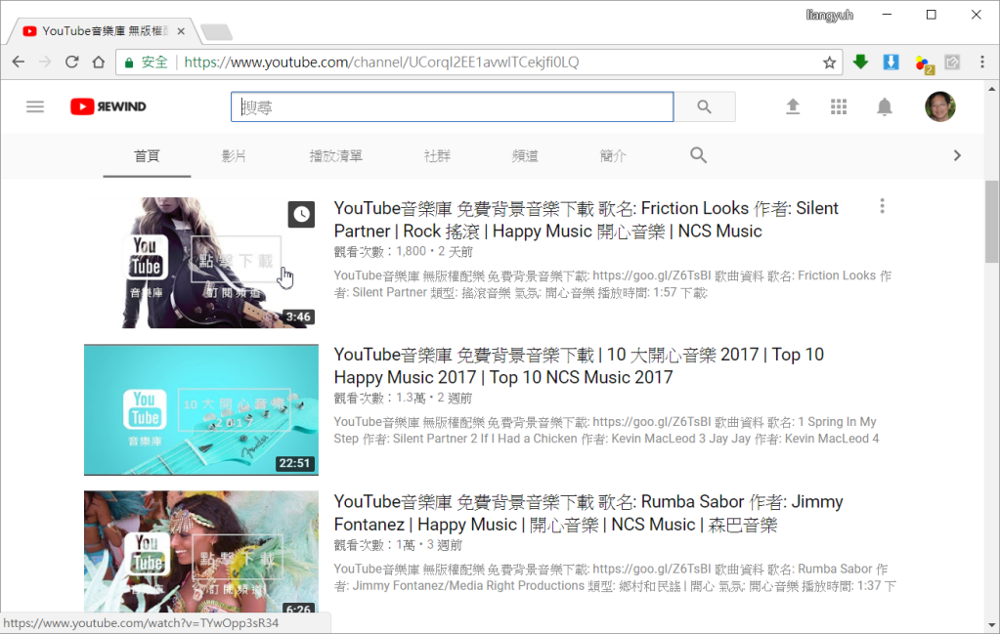 liangyuh
YouTube音樂庫 無版權配
安全
https://www.youtube.com/channel/UCorqI2EE1avwlTCekjfi0LQ
2
REWIND
搜尋
首頁 影片 播放清單 社群 頻道 簡介
You
Tube
音樂庫
點擊下載
訂閱頻道
3:46
YouTube音樂庫 免費背景音樂下載 歌名: Friction Looks 作者: Silent
Partner | Rock 搖滾 | Happy Music 開心音樂 | NCS Music
觀看次數：1,800・2 天前
YouTube音樂庫 無版權配樂 免費背景音樂下載: https://goo.gl/Z6TsBI 歌曲資料 歌名: Friction Looks 作
者: Silent Partner 類型: 搖滾音樂 氣氛: 開心音樂 播放時間: 1:57 下載:
You
Tube
音樂庫
10大開心音樂
2017
Fender
22:51
YouTube音樂庫 免費背景音樂下載 | 10 大開心音樂 2017 | Top 10
Happy Music 2017 | Top 10 NCS Music 2017
觀看次數：1.3萬・2 週前
YouTube音樂庫 無版權配樂 免費背景音樂下載: https://goo.gl/Z6TsBI 歌曲資料 歌名: 1 Spring In My
Step 作者: Silent Partner 2 If I Had a Chicken 作者: Kevin MacLeod 3 Jay Jay 作者: Kevin MacLeod 4
You
Tube
音樂庫
點擊下載
訂閱頻道
6:26
YouTube音樂庫 免費背景音樂下載 歌名: Rumba Sabor 作者: Jimmy
Fontanez | Happy Music | 開心音樂 | NCS Music | 森巴音樂
觀看次數：1萬・3 週前
YouTube音樂庫 無版權配樂 免費背景音樂下載: https://goo.gl/Z6TsBI 歌曲資料 歌名: Rumba Sabor 作
者: Jimmy Fontanez/Media Right Productions 類型: 鄉村和民謠 | 開心 氣氛: 開心音樂 播放時間: 1:37 下
https://www.youtube.com/watch?v=TYwOpp3sR34